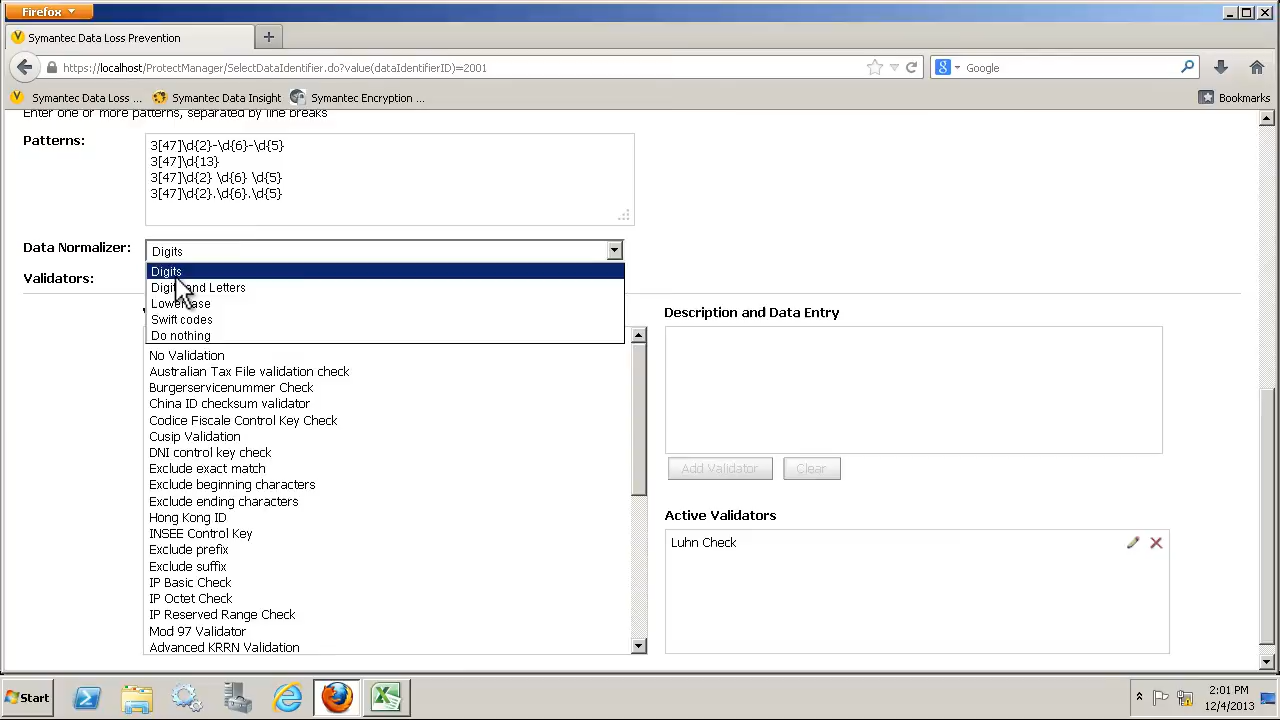 Firefox
Symantec Data Loss Prevention
https://localhost/ProtectManager/SelectDataIdentifier.do?value(dataIdentifierID)=2001
Google
Symantec Data Loss ...
Symantec Data Insight
Symantec Encryption ...
Bookmarks
Enter one or more patterns, separated by line breaks
Patterns:
3[47]\d{2}-\d{6}-\d{5}
3[47]\d{13}
3[47]\d{2} \d{6} \d{5}
3[47]\d{2}.\d{6}.\d{5}
Data Normalizer:
Digits
Digits
Digits and Letters
Lowercase
Swift codes
Do nothing
Validators:
No Validation
Australian Tax File validation check
Burgerservicenummer Check
China ID checksum validator
Codice Fiscale Control Key Check
Cusip Validation
DNI control key check
Exclude exact match
Exclude beginning characters
Exclude ending characters
Hong Kong ID
INSEE Control Key
Exclude prefix
Exclude suffix
IP Basic Check
IP Octet Check
IP Reserved Range Check
Mod 97 Validator
Advanced KRRN Validation
Description and Data Entry
Add Validator
Clear
Active Validators
Luhn Check
Start
2:01 PM
12/4/2013